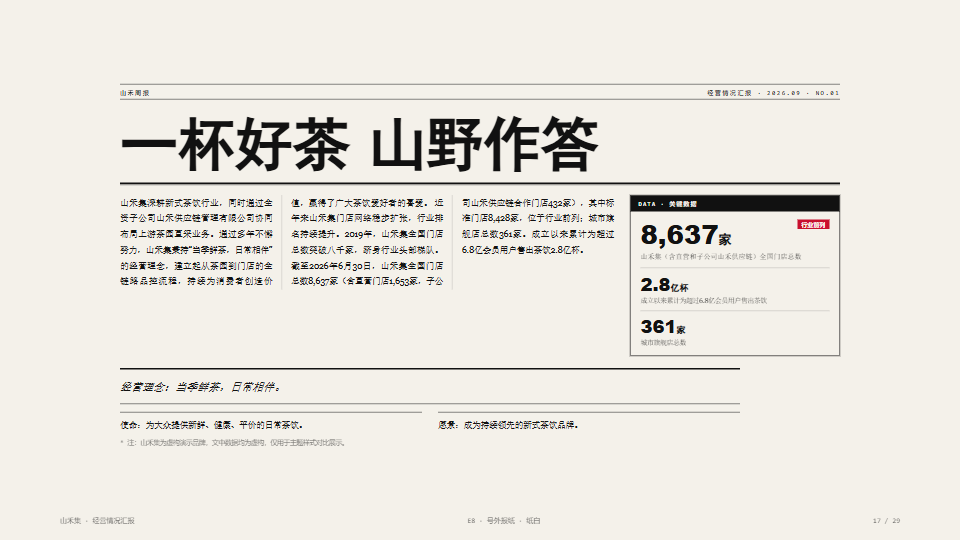 山禾周报
经营情况汇报 · 2026.09 · NO.01
一杯好茶 山野作答
山禾集深耕新式茶饮行业，同时通过全
资子公司山禾供应链管理有限公司协同
布局上游茶园直采业务。通过多年不懈
努力，山禾集秉持“当季鲜茶，日常相伴”
的经营理念，建立起从茶园到门店的全
链路品控流程，持续为消费者创造价
值，赢得了广大茶饮爱好者的喜爱。近
年来山禾集门店网络稳步扩张，行业排
名持续提升。2019年，山禾集全国门店
总数突破八千家，跻身行业头部梯队。
截至2026年6月30日，山禾集全国门店
总数8,637家（含直营门店1,653家，子公
司山禾供应链合作门店432家），其中标
准门店8,428家，位于行业前列；城市旗
舰店总数361家。成立以来累计为超过
6.8亿会员用户售出茶饮2.8亿杯。
DATA · 关键数据
行业前列
8,637家
山禾集（含直营和子公司山禾供应链）全国门店总数
2.8亿杯
成立以来累计为超过6.8亿会员用户售出茶饮
361家
城市旗舰店总数
经营理念：当季鲜茶，日常相伴。
使命：为大众提供新鲜、健康、平价的日常茶饮。
愿景：成为持续领先的新式茶饮品牌。
* 注：山禾集为虚构演示品牌，文中数据均为虚构，仅用于主题样式对比展示。
山禾集 · 经营情况汇报
E8 · 号外报纸 · 纸白
17 / 29